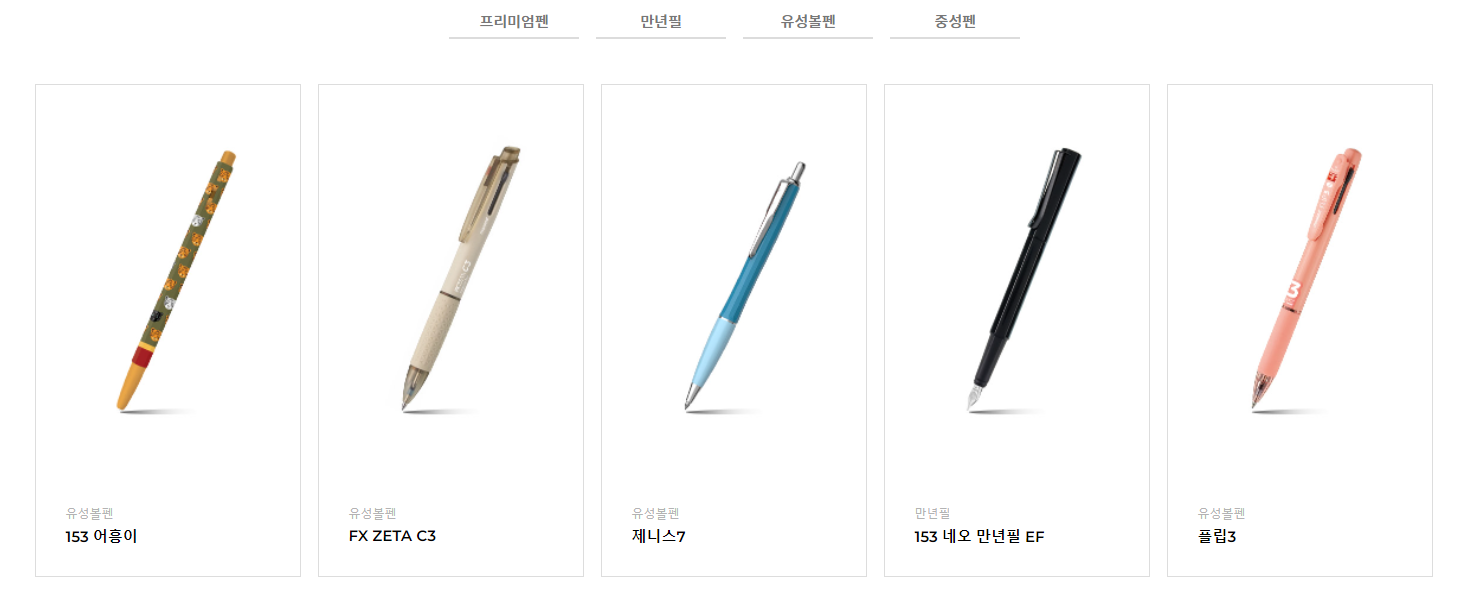 프리미엄펜
만년필
유성볼펜
중성펜
유성볼펜
153 어흥이
유성볼펜
FX ZETA C3
유성볼펜
제니스7
만년필
153 네오 만년필 EF
유성볼펜
플립3